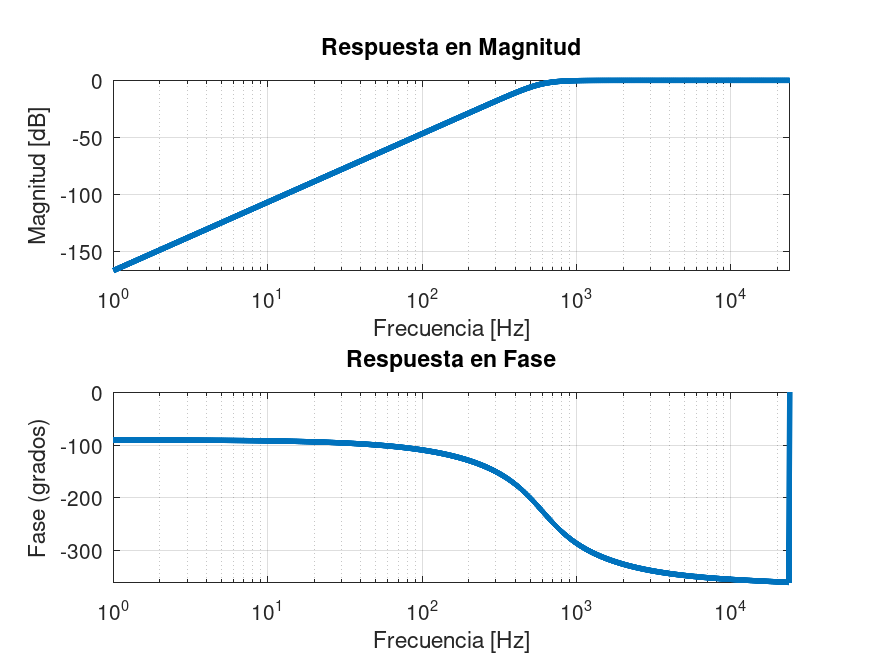 Respuesta en Magnitud
Magnitud [dB]
0
-50
-100
-150
10^0 10^1 10^2 10^3 10^4
Frecuencia [Hz]
Respuesta en Fase
Fase (grados)
0
-100
-200
-300
10^0 10^1 10^2 10^3 10^4
Frecuencia [Hz]